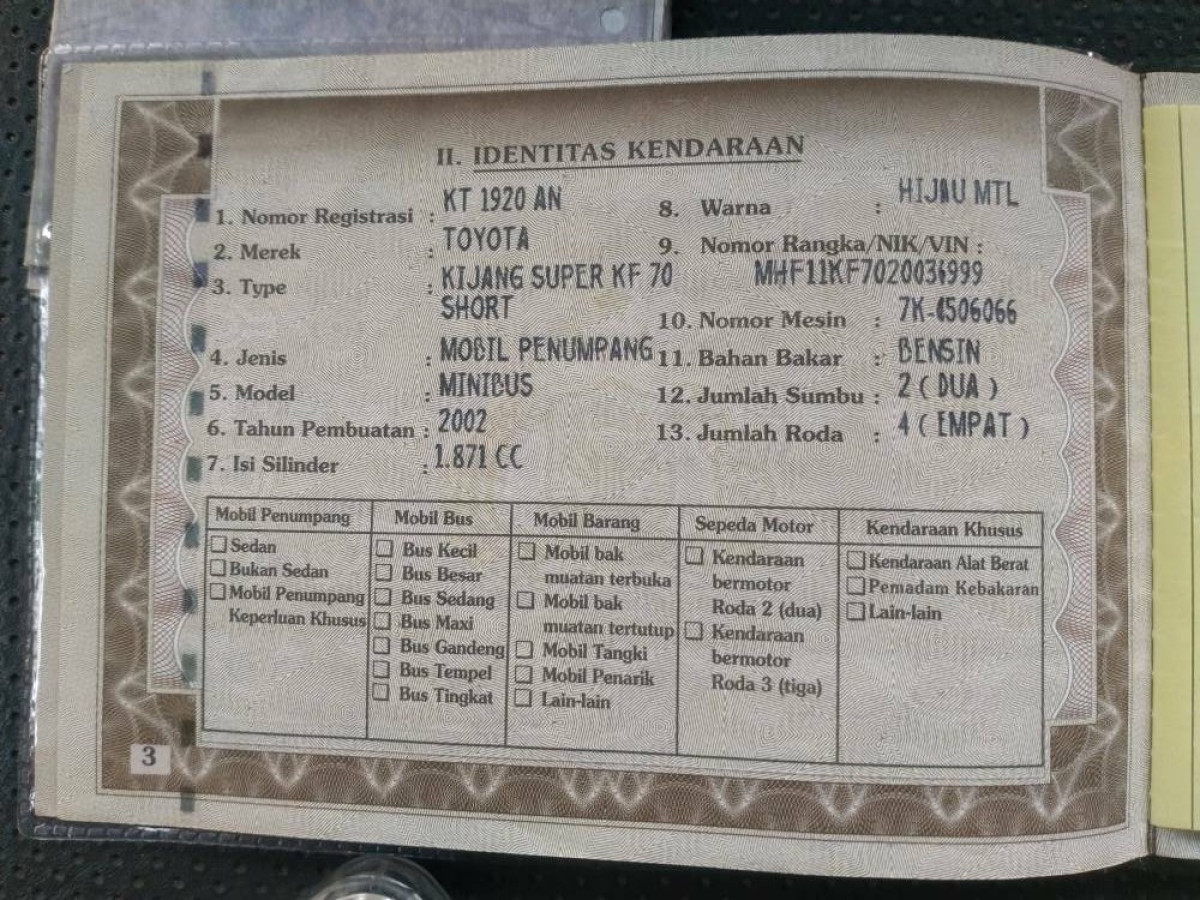 II. IDENTITAS KENDARAAN
1. Nomor Registrasi : KT 1920 AN
2. Merek : TOYOTA
3. Type : KIJANG SUPER KF 70
SHORT
4. Jenis : MOBIL PENUMPANG
5. Model : MINIBUS
6. Tahun Pembuatan : 2002
7. Isi Silinder : 1.871 CC
8. Warna : HIJAU MTL
9. Nomor Rangka/NIK/VIN :
10. Nomor Mesin :
11. Bahan Bakar : BENSIN
12. Jumlah Sumbu : 2 ( DUA )
13. Jumlah Roda : 4 ( EMPAT )
Mobil Penumpang
☐ Sedan
☐ Bukan Sedan
☐ Mobil Penumpang
Keperluan Khusus
Mobil Bus
☐ Bus Kecil
☐ Bus Besar
☐ Bus Sedang
☐ Bus Maxi
☐ Bus Gandeng
☐ Bus Tempel
☐ Bus Tingkat
Mobil Barang
☐ Mobil bak
muatan terbuka
☐ Mobil bak
muatan tertutup
☐ Mobil Tangki
☐ Mobil Penarik
☐ Lain-lain
Sepeda Motor
☐ Kendaraan
bermotor
Roda 2 (dua)
☐ Kendaraan
bermotor
Roda 3 (tiga)
Kendaraan Khusus
☐ Kendaraan Alat Berat
☐ Pemadam Kebakaran
☐ Lain-lain
3